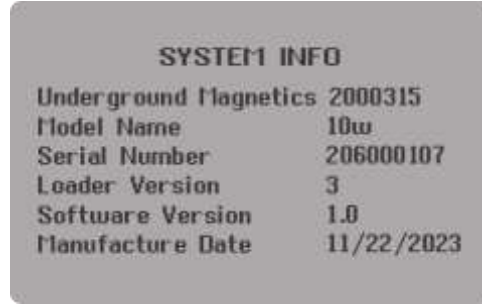 SYSTEM INFO
Underground Magnetics 2000315
Model Name 10w
Serial Number 206000107
Loader Version 3
Software Version 1.0
Manufacture Date 11/22/2023